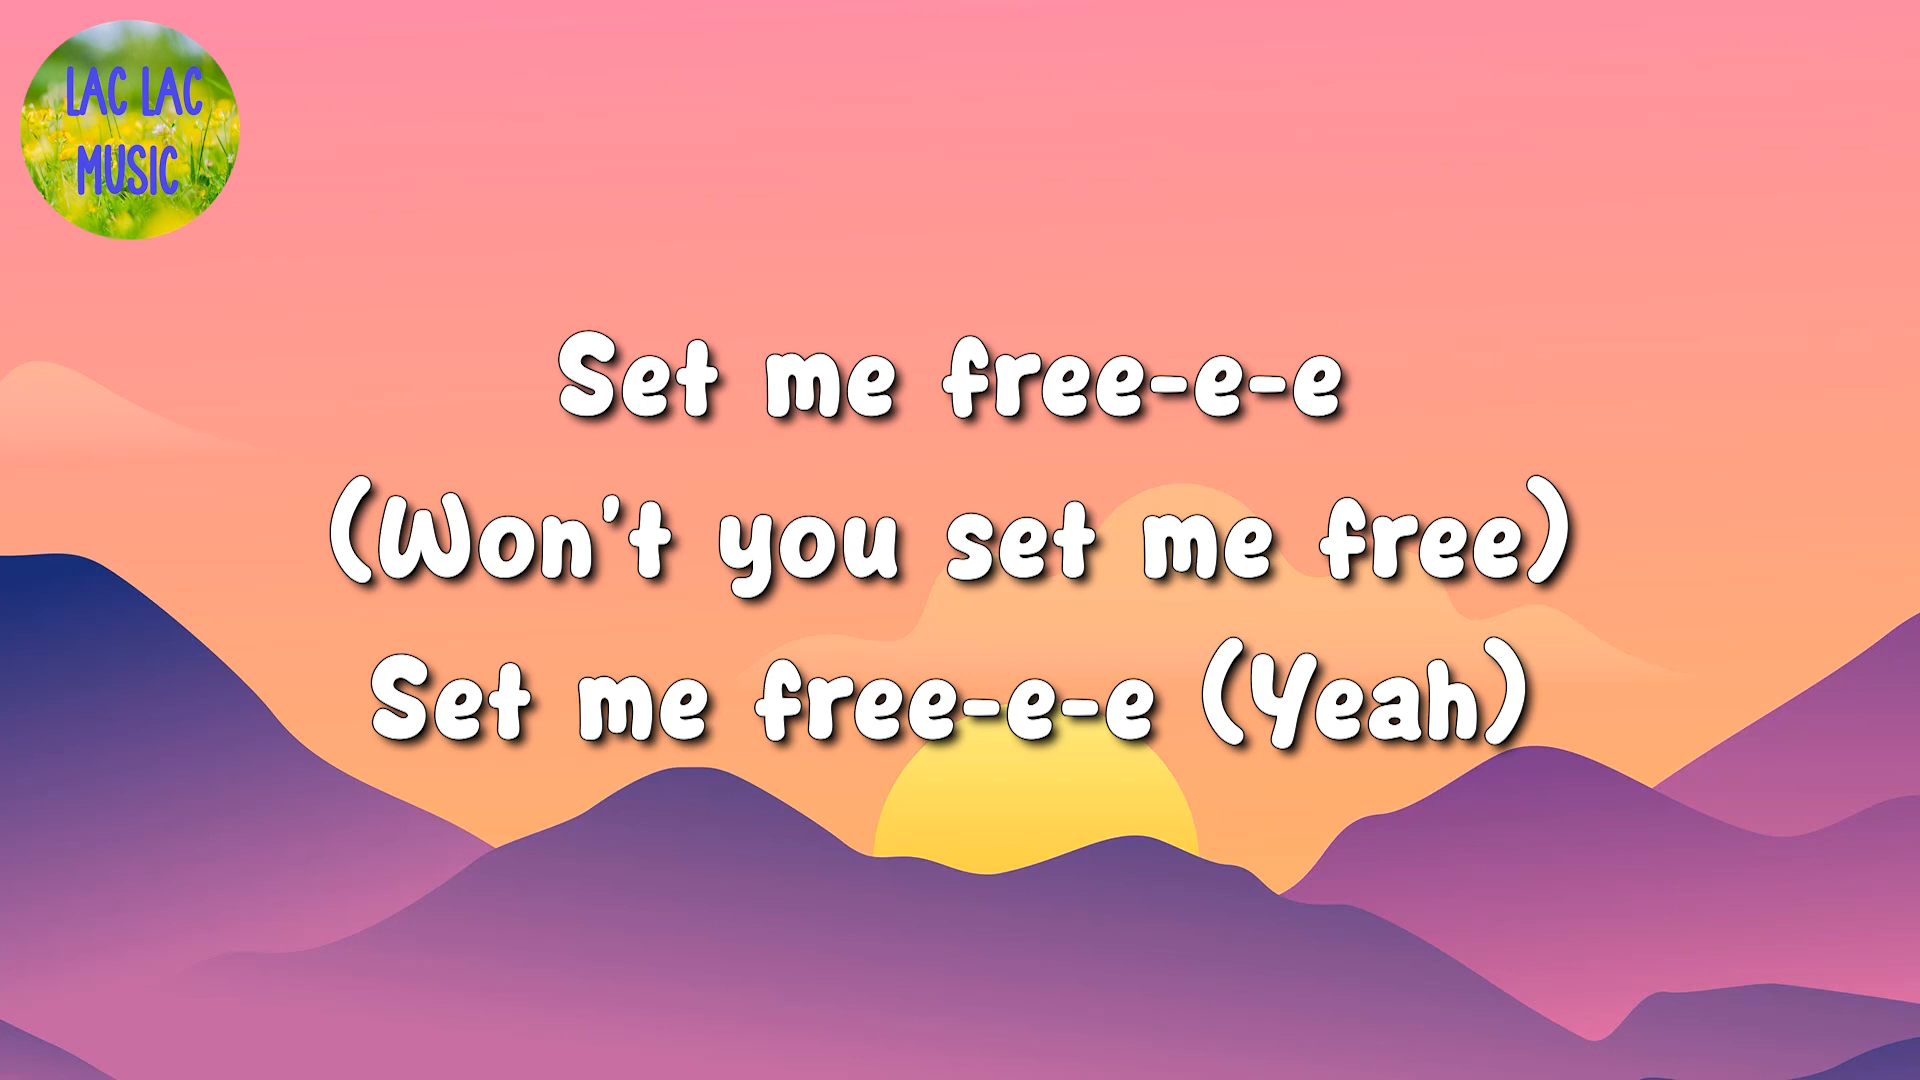 LAC LAC
MUSIC
Set me free-e-e
(Won't you set me free)
Set me free-e-e (Yeah)